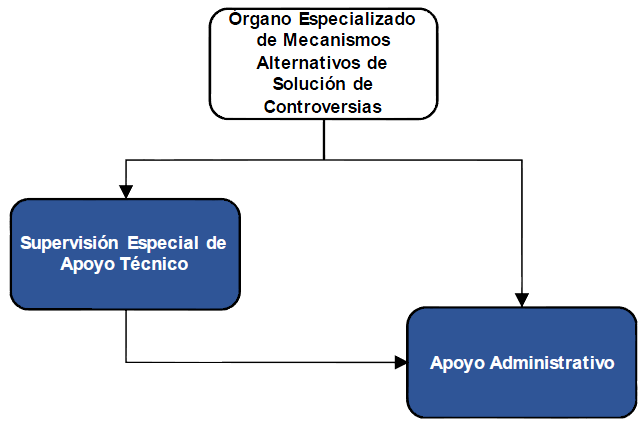 Órgano Especializado
de Mecanismos
Alternativos de
Solución de
Controversias
Supervisión Especial de
Apoyo Técnico
Apoyo Administrativo